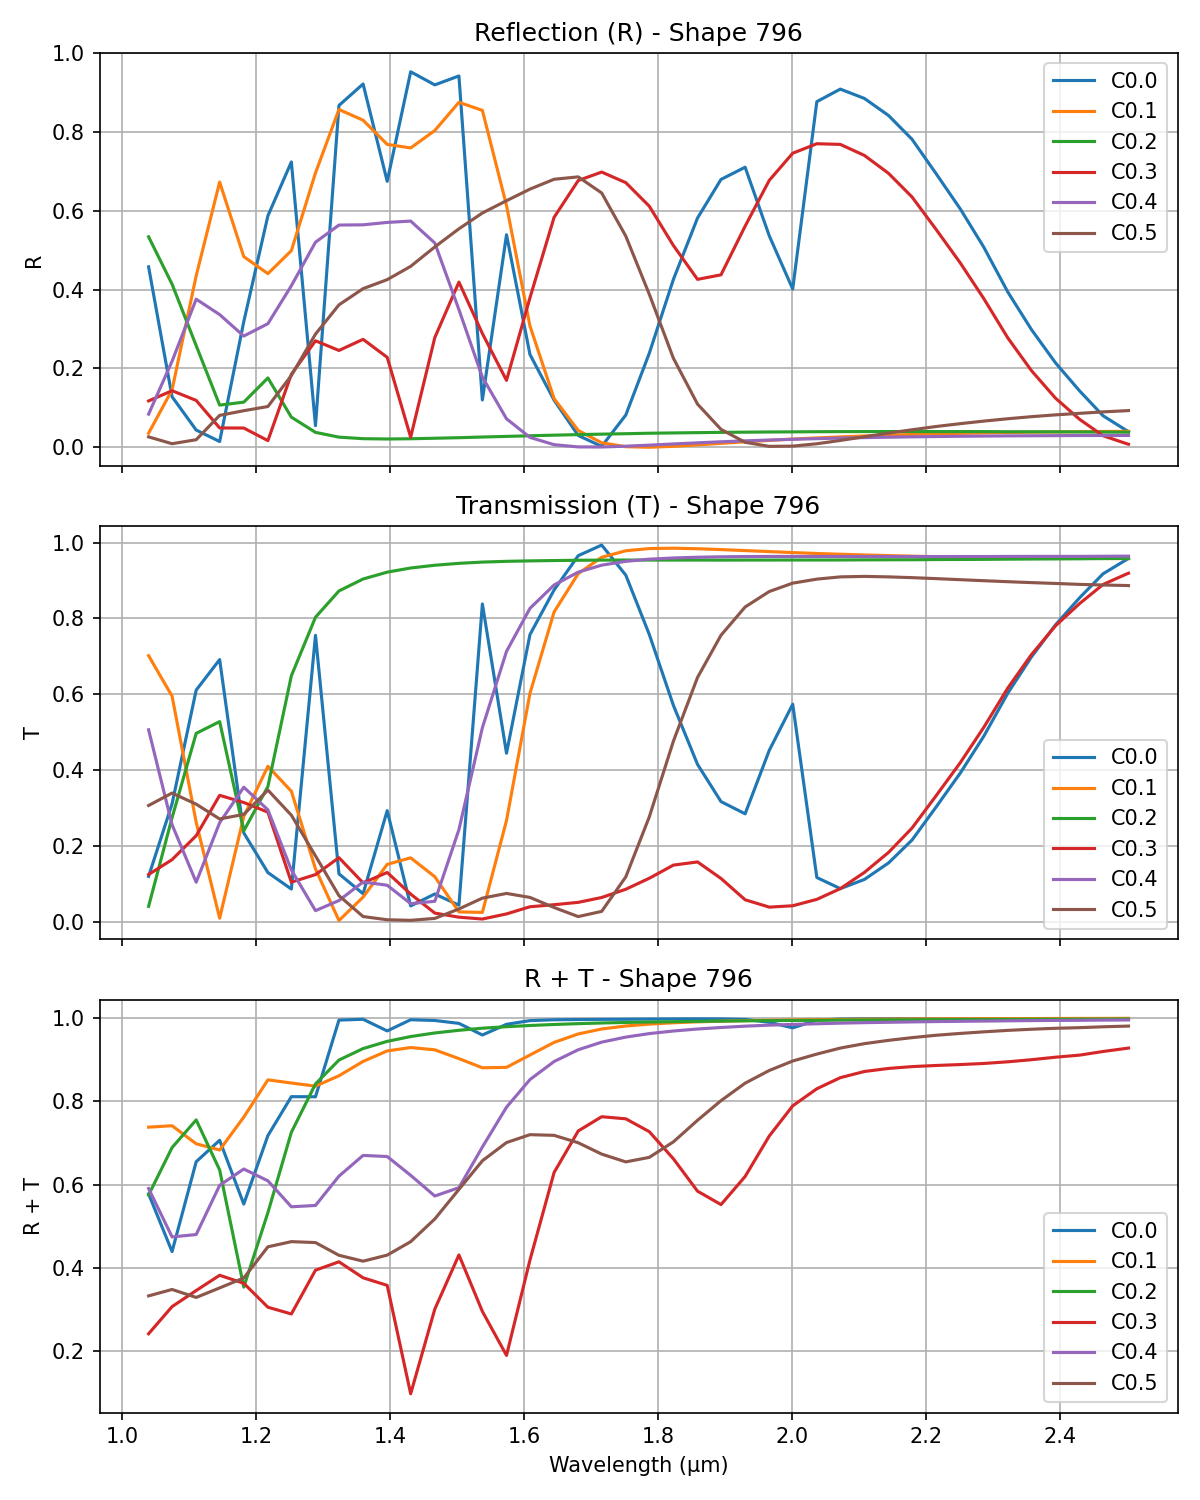 Reflection (R) - Shape 796
1.0
0.8
0.6
0.4
0.2
0.0
R
C0.0
C0.1
C0.2
C0.3
C0.4
C0.5
Transmission (T) - Shape 796
1.0
0.8
0.6
0.4
0.2
0.0
T
C0.0
C0.1
C0.2
C0.3
C0.4
C0.5
R + T - Shape 796
1.0
0.8
0.6
0.4
0.2
R + T
C0.0
C0.1
C0.2
C0.3
C0.4
C0.5
1.0 1.2 1.4 1.6 1.8 2.0 2.2 2.4
Wavelength (μm)